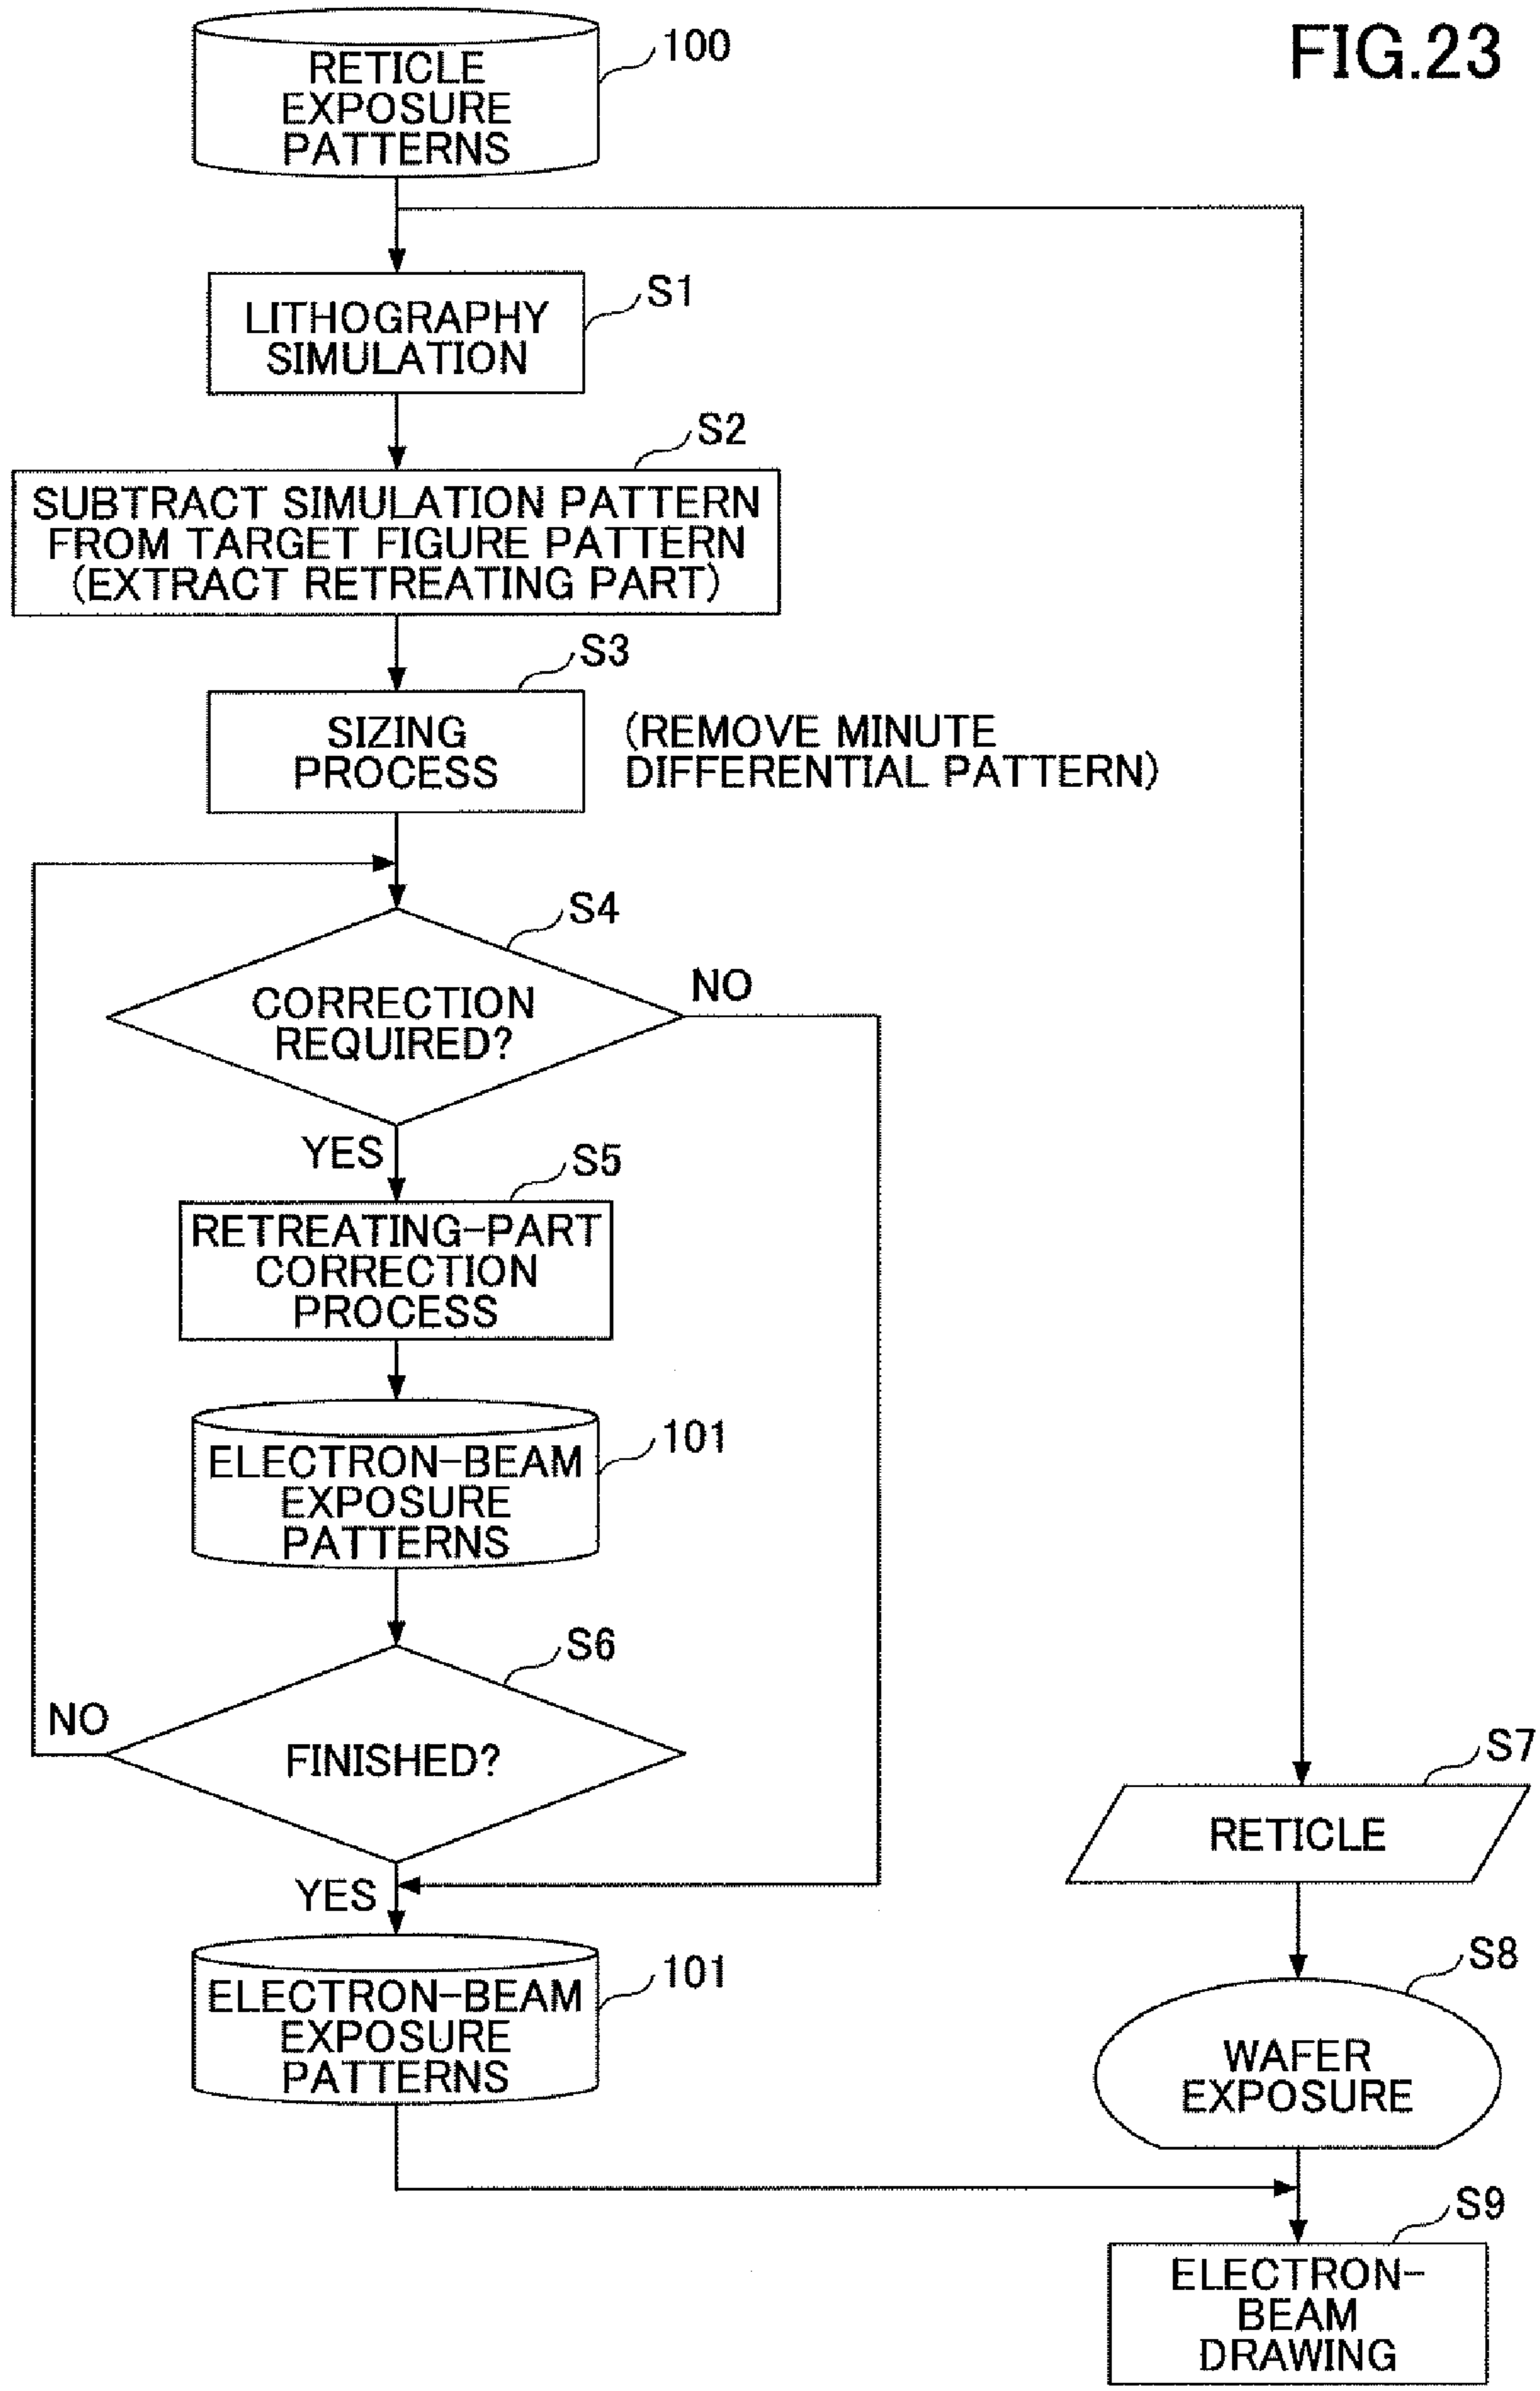 FIG.23
100
RETICLE
EXPOSURE
PATTERNS
S1
LITHOGRAPHY
SIMULATION
S2
SUBTRACT SIMULATION PATTERN
FROM TARGET FIGURE PATTERN
(EXTRACT RETREATING PART)
S3
SIZING
PROCESS
(REMOVE MINUTE
DIFFERENTIAL PATTERN)
S4
CORRECTION
REQUIRED?
NO
YES
S5
RETREATING-PART
CORRECTION
PROCESS
101
ELECTRON-BEAM
EXPOSURE
PATTERNS
S6
NO
FINISHED?
YES
101
ELECTRON-BEAM
EXPOSURE
PATTERNS
S7
RETICLE
S8
WAFER
EXPOSURE
S9
ELECTRON-
BEAM
DRAWING